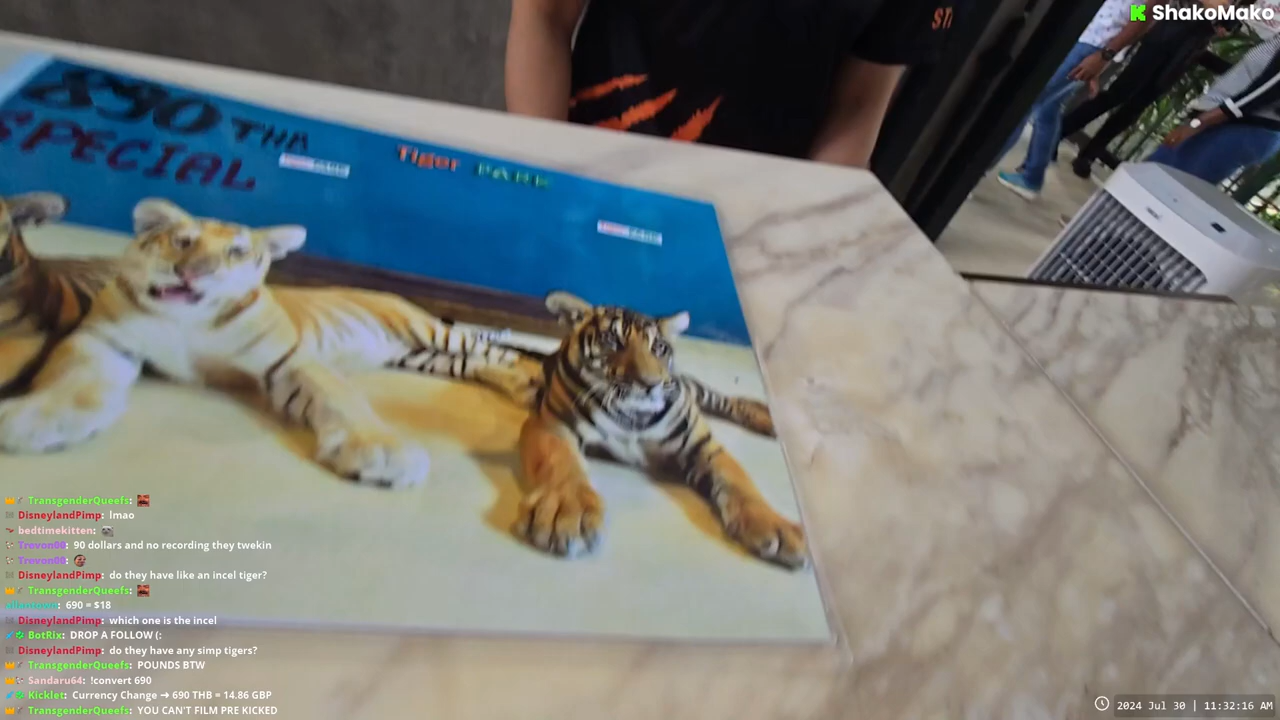 ShakoMako
ST
890 THB
SPECIAL
Tiger PARK
TransgenderQueefs:
DisneylandPimp: lmao
bedtimekitten:
90 dollars and no recording they twekin
DisneylandPimp: do they have like an incel tiger?
TransgenderQueefs:
690 = $18
DisneylandPimp: which one is the incel
BotRix: DROP A FOLLOW (:
DisneylandPimp: do they have any simp tigers?
TransgenderQueefs: POUNDS BTW
Sandaru64: !convert 690
Kicklet: Currency Change → 690 THB = 14.86 GBP
TransgenderQueefs: YOU CAN'T FILM PRE KICKED
2024 Jul 30 | 11:32:16 AM